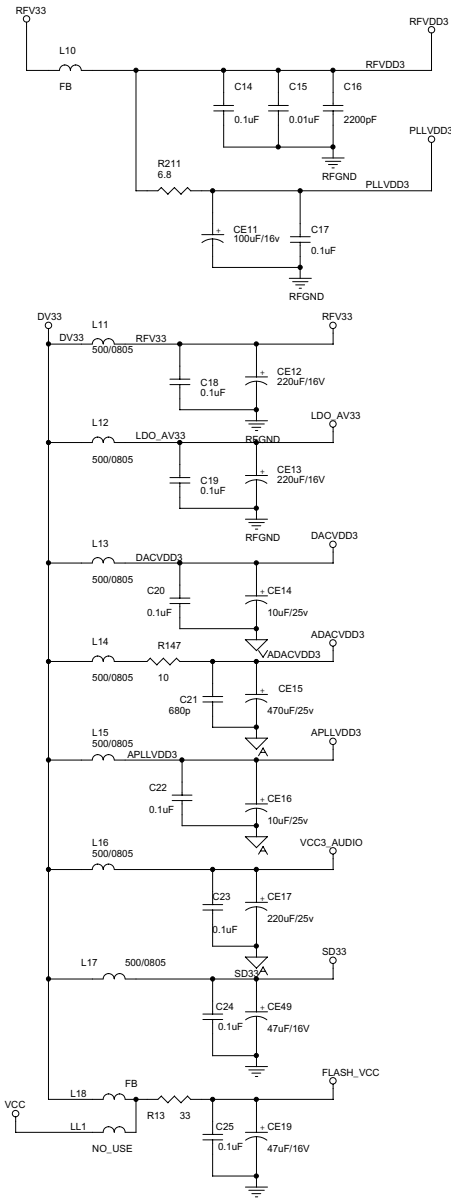 RFV33
RFVDD3
L10
RFVDD3
FB
C14
C15
C16
0.1uF
0.01uF
2200pF
PLLVDD3
RFGND
R211
6.8
PLLVDD3
CE11
100uF/16v
+
C17
0.1uF
RFGND
DV33
L11
RFV33
DV33
RFV33
500/0805
+
CE12
220uF/16V
C18
0.1uF
RFGND
LDO_AV33
L12
LDO_AV33
500/0805
+
CE13
220uF/16V
C19
0.1uF
RFGND
DACVDD3
L13
DACVDD3
500/0805
C20
0.1uF
+
CE14
10uF/25v
V
ADACVDD3
L14
R147
ADACVDD3
500/0805
10
C21
680p
+
CE15
470uF/25v
A
APLLVDD3
L15
500/0805
APLLVDD3
C22
0.1uF
+
CE16
10uF/25v
A
VCC3_AUDIO
L16
500/0805
C23
0.1uF
+
CE17
220uF/25v
A
SD33
L17
500/0805
SD33
C24
0.1uF
+
CE49
47uF/16V
FLASH_VCC
L18
FB
VCC
LL1
R13
33
NO_USE
C25
0.1uF
+
CE19
47uF/16V